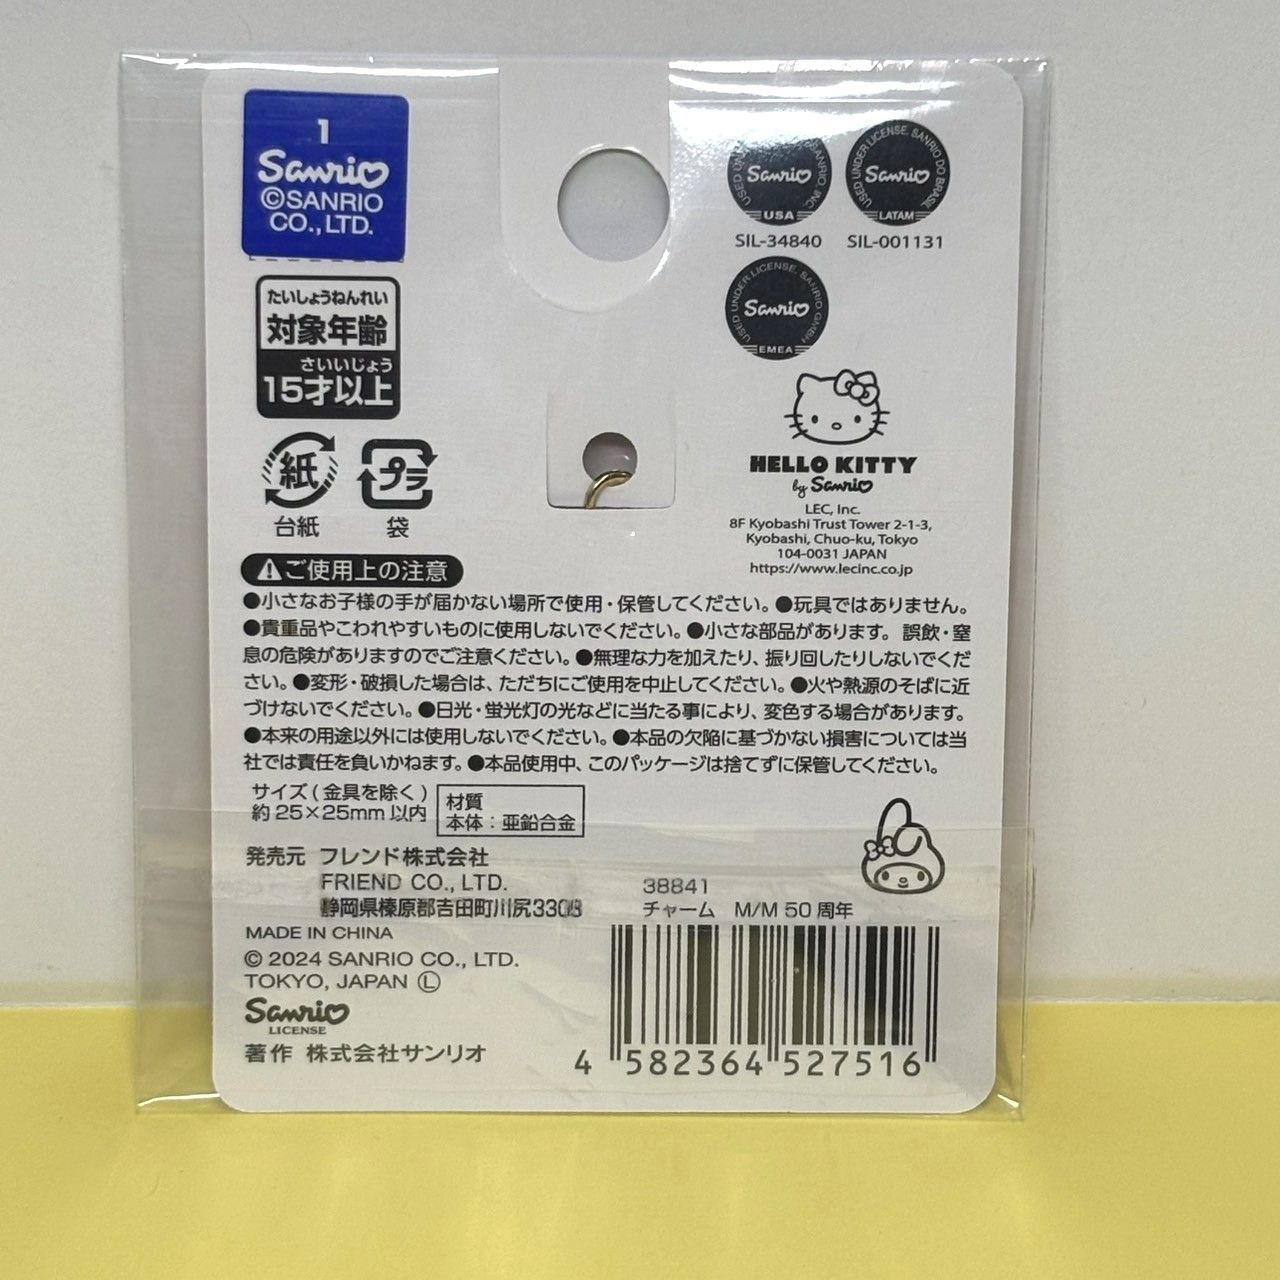 1
Sanrio
©SANRIO
CO.,LTD.
たいしょうねんれい
対象年齢
さいいじょう
15才以上
紙
台紙
プラ
袋
USED UNDER LICENSE, SANRIO, INC.
Sanrio
USA
SIL-34840
USED UNDER LICENSE. SANRIO DO BRASIL
Sanrio
LATAM
SIL-001131
USED UNDER LICENSE, SANRIO GMBH
Sanrio
EMEA
HELLO KITTY
by Sanrio
LEC, Inc.
8F Kyobashi Trust Tower 2-1-3,
Kyobashi, Chuo-ku, Tokyo
104-0031 JAPAN
https://www.lecinc.co.jp
ご使用上の注意
●小さなお子様の手が届かない場所で使用・保管してください。●玩具ではありません。
●貴重品やこわれやすいものに使用しないでください。●小さな部品があります。誤飲・窒
息の危険がありますのでご注意ください。●無理な力を加えたり、振り回したりしないでくだ
さい。●変形・破損した場合は、ただちにご使用を中止してください。●火や熱源のそばに近
づけないでください。●日光・蛍光灯の光などに当たる事により、変色する場合があります。
●本来の用途以外には使用しないでください。●本品の欠陥に基づかない損害については当
社では責任を負いかねます。●本品使用中、このパッケージは捨てずに保管してください。
サイズ(金具を除く)
約25×25mm以内
材質
本体：亜鉛合金
発売元 フレンド株式会社
FRIEND CO., LTD.
静岡県榛原郡吉田町川尻3308
MADE IN CHINA
© 2024 SANRIO CO., LTD.
TOKYO, JAPAN Ⓛ
Sanrio
LICENSE
著作 株式会社サンリオ
38841
チャーム M/M 50周年
4 582364 527516